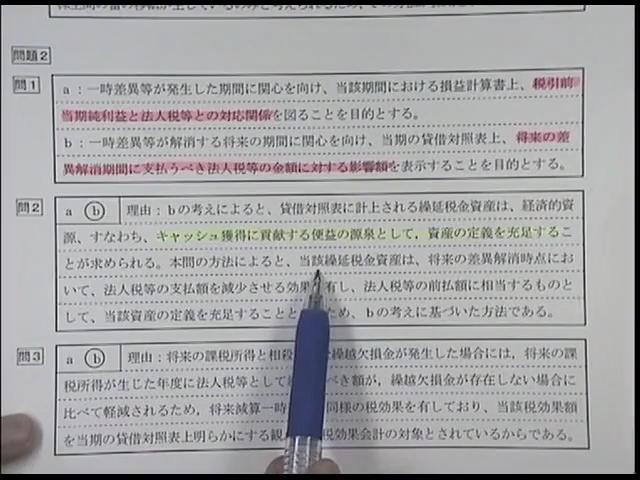 問題2
問1
a：一時差異等が発生した期間に関心を向け、当該期間における損益計算書上、税引前
当期純利益と法人税等との対応関係を図ることを目的とする。
b：一時差異等が解消する将来の期間に関心を向け、当期の貸借対照表上、将来の差
異解消期間に支払うべき法人税等の金額に対する影響額を表示することを目的とする。
問2
a ⓑ 理由：bの考えによると、貸借対照表に計上される繰延税金資産は、経済的資
源、すなわち、キャッシュ獲得に貢献する便益の源泉として，資産の定義を充足するこ
とが求められる。本問の方法によると、当該繰延税金資産は、将来の差異解消時点にお
いて、法人税等の支払額を減少させる効果 有し、法人税等の前払額に相当するものと
して、当該資産の定義を充足すること ため、bの考えに基づいた方法である。
問3
a ⓑ 理由：将来の課税所得と相殺 繰越欠損金が発生した場合には，将来の課
税所得が生じた年度に法人税等として べき額が，繰越欠損金が存在しない場合に
比べて軽減されるため，将来減算一時 同様の税効果を有しており、当該税効果額
を当期の貸借対照表上明らかにする観 税効果会計の対象とされているからである。